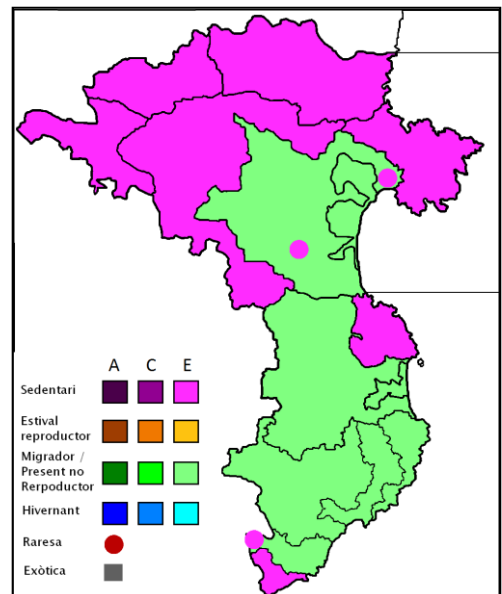 A C E
Sedentari
Estival
reproductor
Migrador /
Present no
Rerpoductor
Hivernant
Raresa
Exòtica